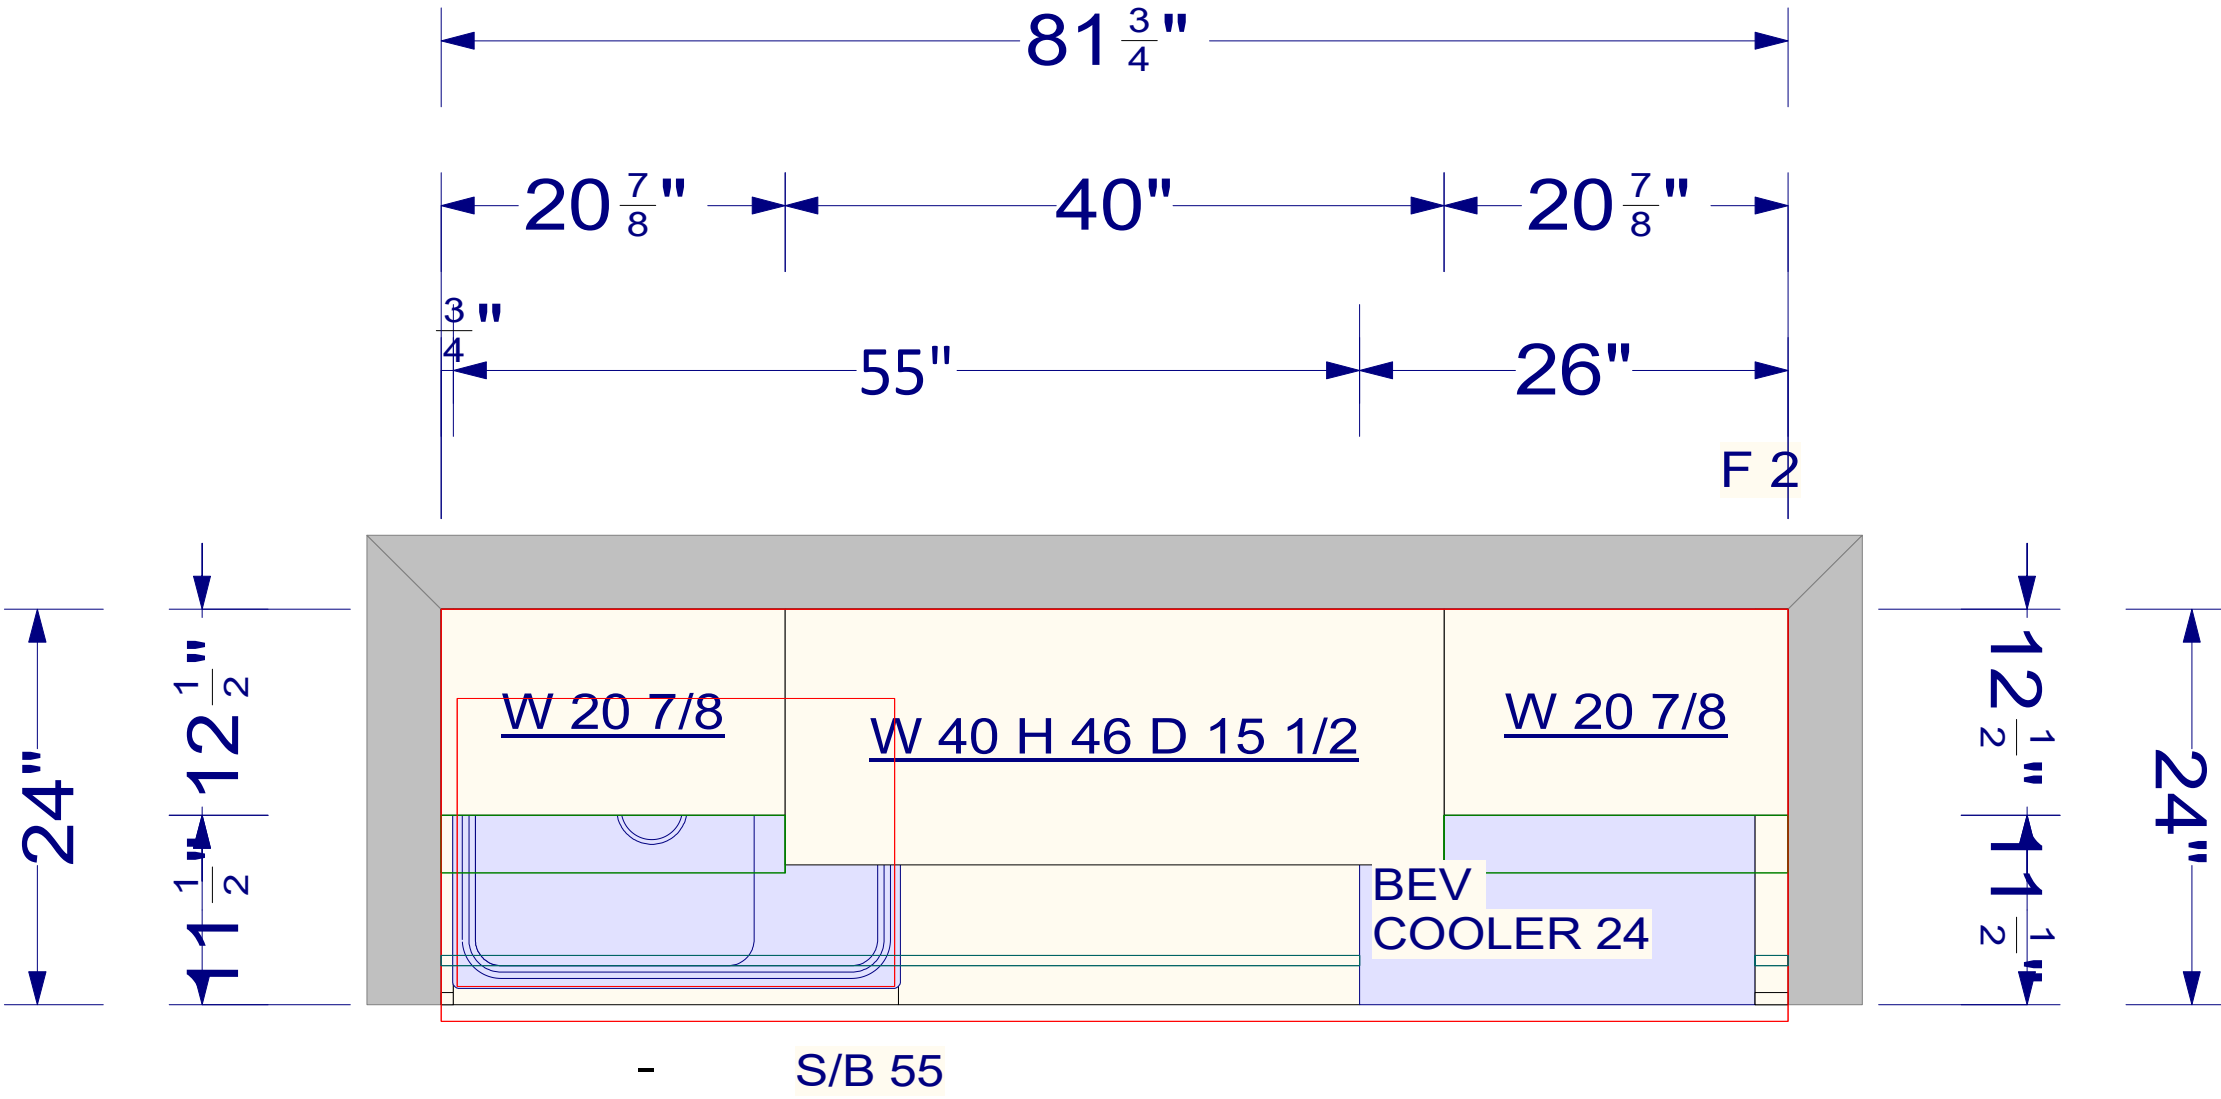 81 3/4"
20 7/8" 40" 20 7/8"
3/4" 55" 26"
F 2
24" 12 1/2" 11 1/2"
W 20 7/8
W 40 H 46 D 15 1/2
W 20 7/8
BEV
COOLER 24
12 1/2" 11 1/2" 24"
- S/B 55